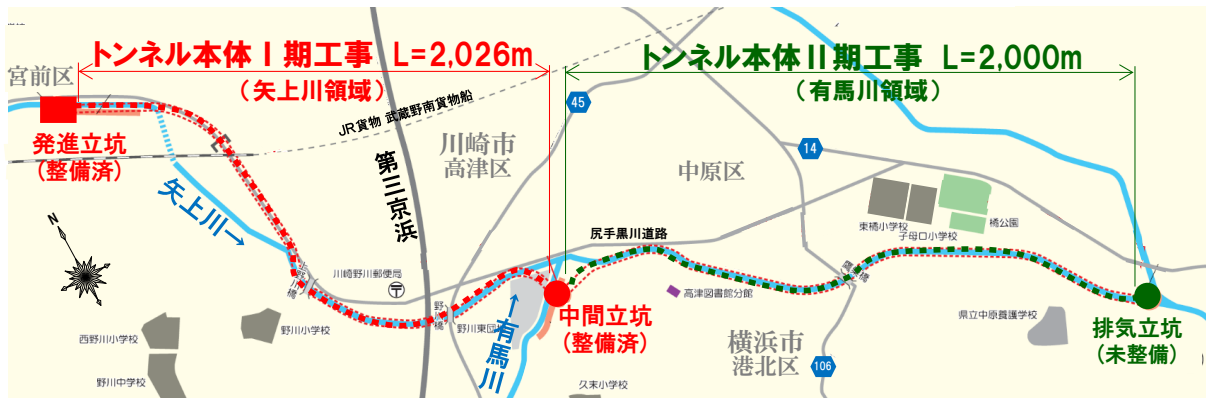 トンネル本体Ⅰ期工事 L=2,026m
(矢上川領域)
トンネル本体Ⅱ期工事 L=2,000m
(有馬川領域)
宮前区
発進立坑
(整備済)
矢上川→
N
JR貨物 武蔵野南貨物船
第三京浜
川崎市
高津区
45
中原区
14
東橘小学校
子母口小学校
橘公園
尻手黒川道路
川崎野川郵便局
野川東団地
←有馬川
中間立坑
(整備済)
高津図書館分館
横浜市
港北区
106
県立中原養護学校
排気立坑
(未整備)
西野川小学校
野川小学校
野川中学校
久末小学校